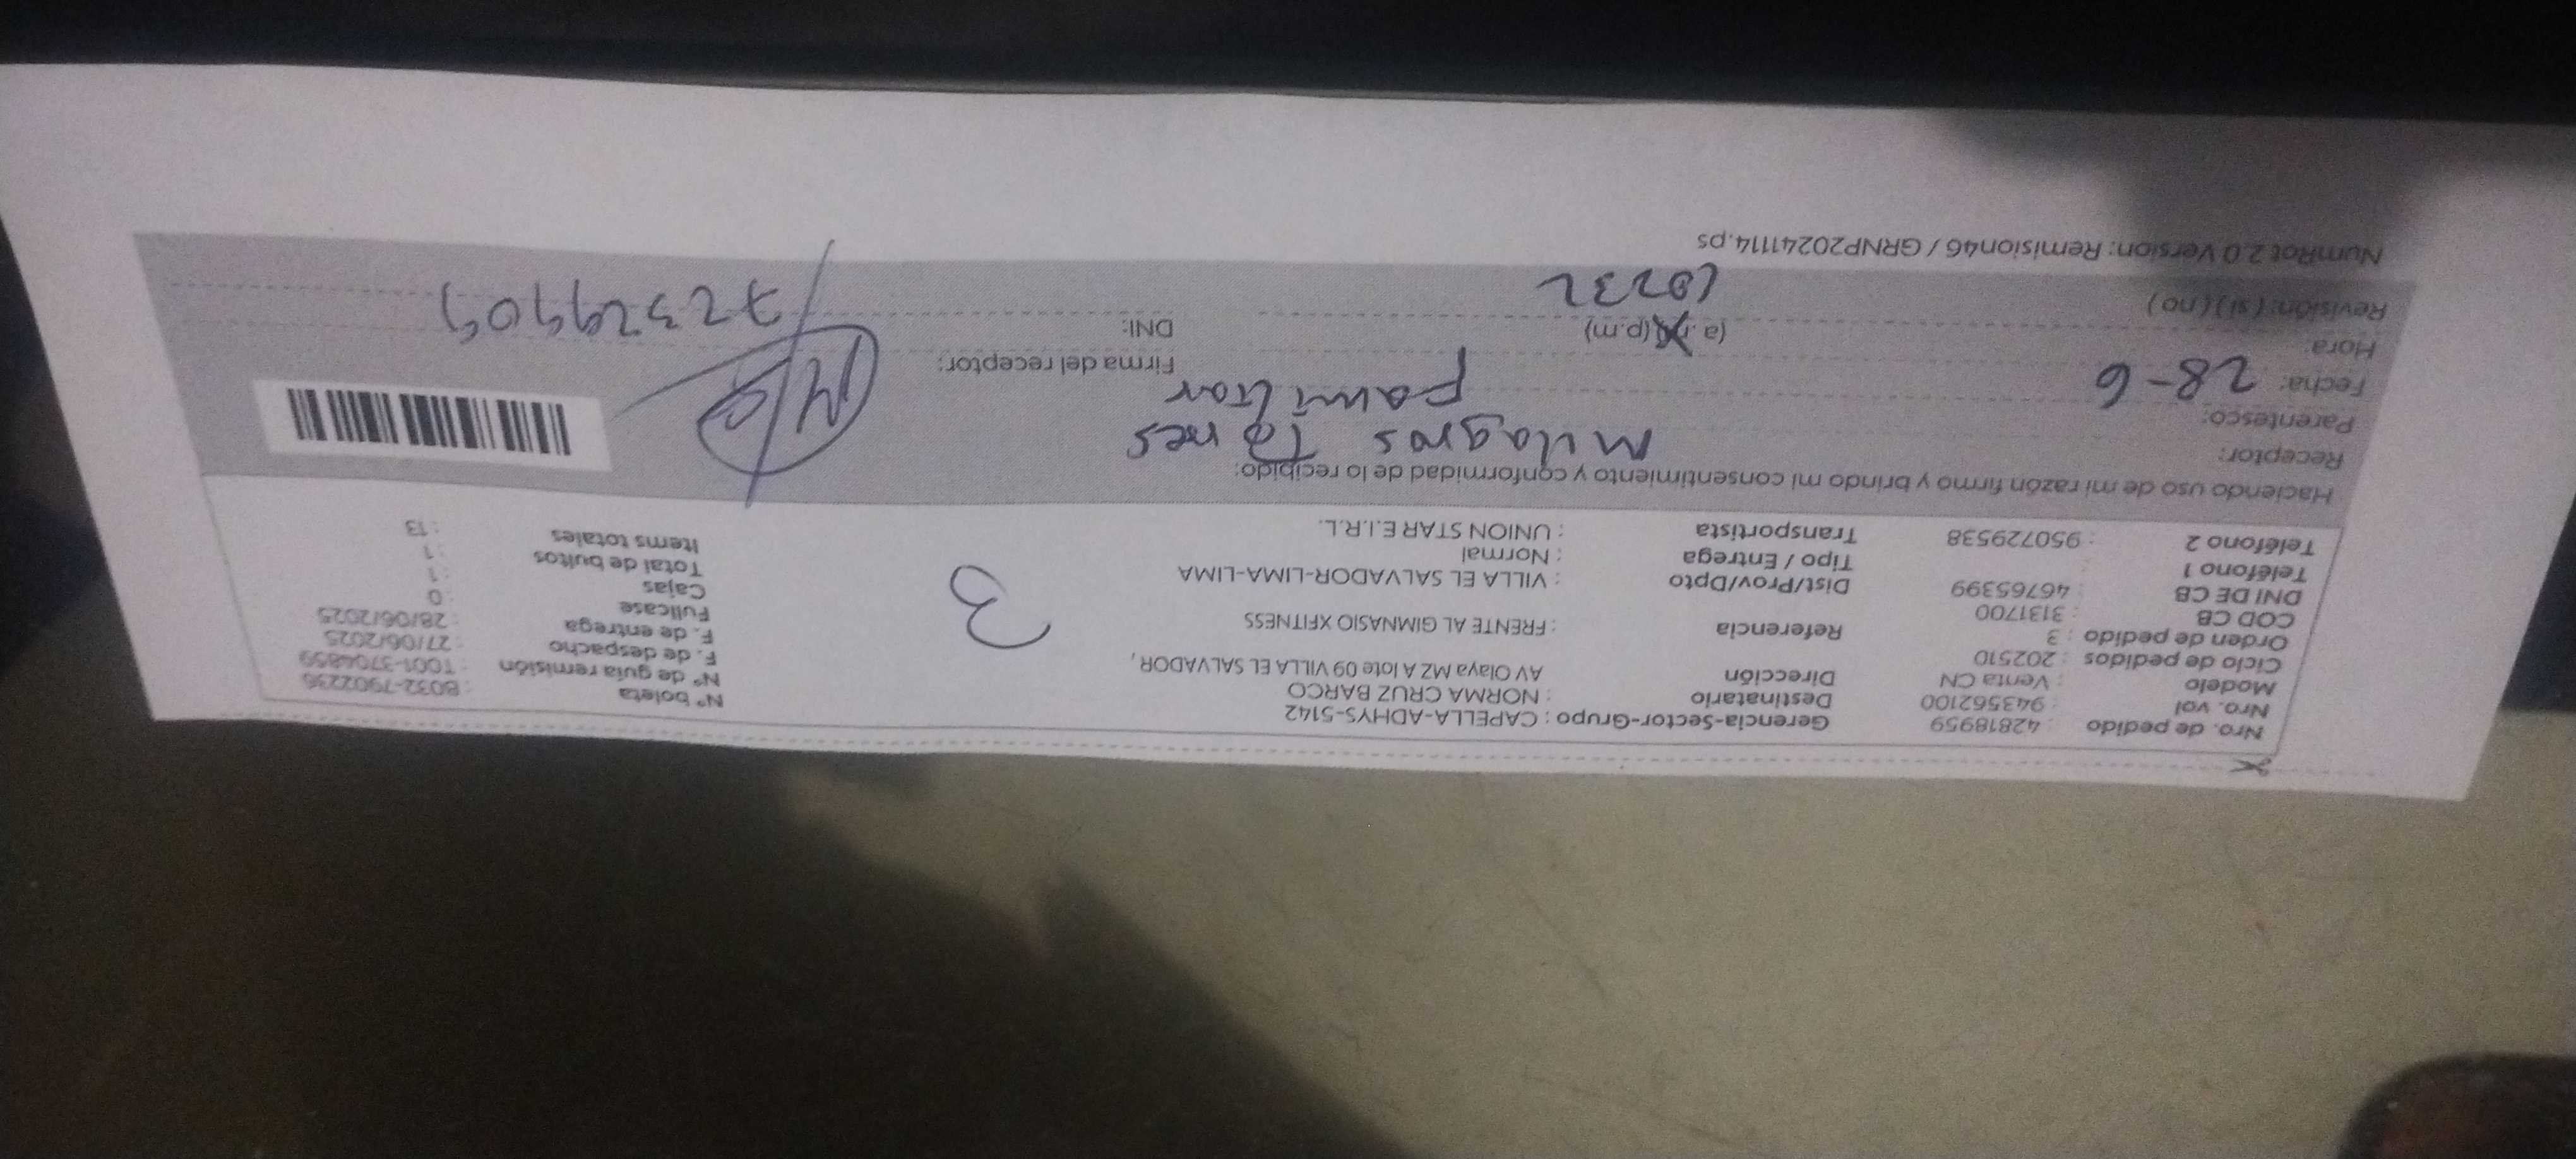 Nro. de pedido : 42818959 Gerencia-Sector-Grupo : CAPELLA-ADHYS-5142 N° boleta : B032-7902236
Nro. vol : 943562100 Destinatario : NORMA CRUZ BARCO N° de guía remisión : T001-3704859
Modelo : Venta CN Dirección AV Olaya MZ A lote 09 VILLA EL SALVADOR, F. de despacho : 27/06/2025
Ciclo de pedidos : 202510 F. de entrega : 28/06/2025
Orden de pedido : 3 Referencia : FRENTE AL GIMNASIO XFITNESS Fullcase : 0
COD CB : 3131700 Cajas : 1
DNI DE CB : 46765399 Dist/Prov/Dpto : VILLA EL SALVADOR-LIMA-LIMA Total de bultos : 1
Teléfono 1 : Tipo / Entrega : Normal Items totales : 13
Teléfono 2 : 950729538 Transportista : UNION STAR E.I.R.L.
3
Haciendo uso de mi razón firmo y brindo mi consentimiento y conformidad de lo recibido:
Receptor: Milagros
Parentesco: familiar
Fecha: 28-6 Firma del receptor:
Hora: (a.m) (p.m) DNI:
Revisión: (si) (no) 10232
NumRot 2.0 Version: Remision46 / GRNP20241114.ps